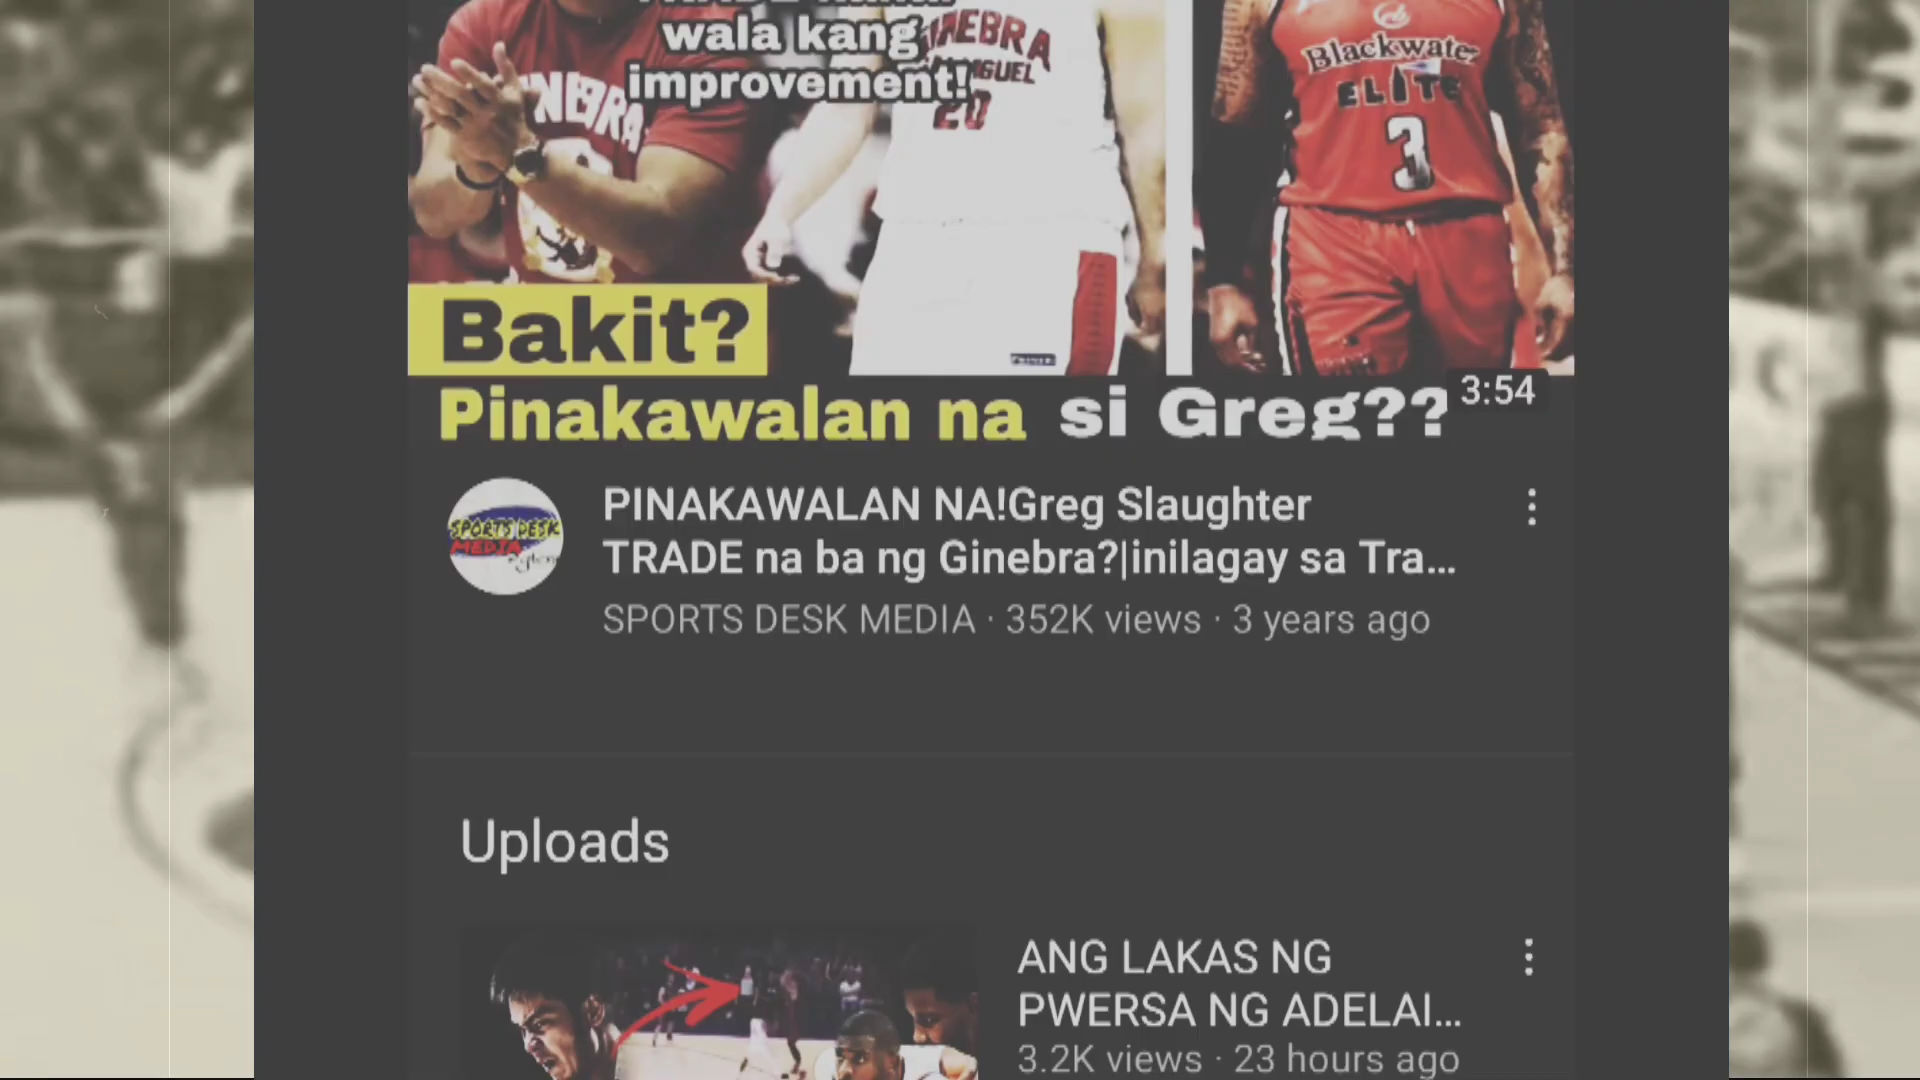 wala kang
improvement!
GINEBRA
20
Blackwater
ELITE
3
Bakit?
Pinakawalan na si Greg??
3:54
SPORTS DESK
MEDIA
PINAKAWALAN NA!Greg Slaughter
TRADE na ba ng Ginebra?|inilagay sa Tra...
SPORTS DESK MEDIA · 352K views · 3 years ago
Uploads
ANG LAKAS NG
PWERSA NG ADELAI...
3.2K views · 23 hours ago